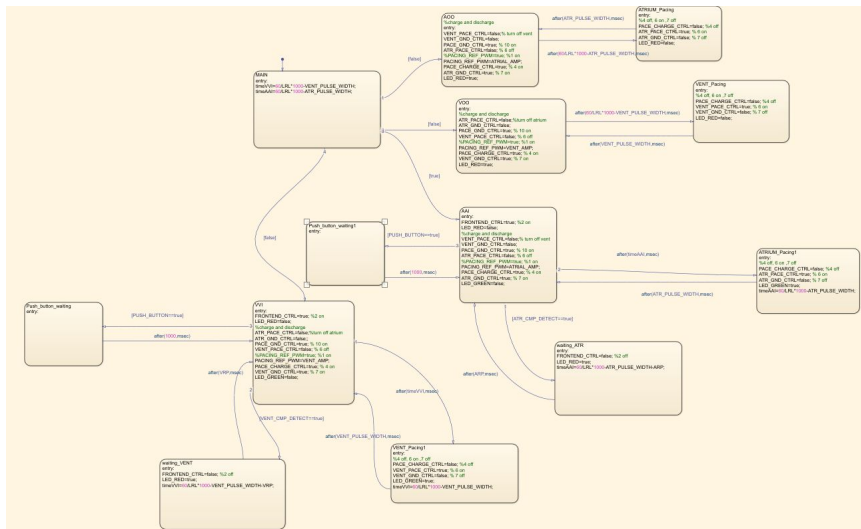 AOO
%charge and discharge
entry:
VENT_PACE_CTRL=false;% turn off vent
VENT_GND_CTRL=false;
PACE_GND_CTRL=true; % 10 on
ATR_PACE_CTRL=false; % 8 off
%PACING_REF_PWM=true; %1 on
PACING_REF_PWM=ATRIAL_AMP;
PACE_CHARGE_CTRL=true; % 4 on
ATR_GND_CTRL=true; % 7 on
LED_RED=true;
after(ATR_PULSE_WIDTH,msec)
after(60/LRL*1000-ATR_PULSE_WIDTH,msec)
ATRIUM_Pacing
entry:
%4 off, 6 on ,7 off
PACE_CHARGE_CTRL=false; %4 off
ATR_PACE_CTRL=true; % 6 on
ATR_GND_CTRL=false; % 7 off
LED_RED=false;
MAIN
entry:
timeVVI=60/LRL*1000-VENT_PULSE_WIDTH;
timeAAI=60/LRL*1000-ATR_PULSE_WIDTH;
[false]
[false]
[true]
[false]
VOO
entry:
%charge and discharge
ATR_PACE_CTRL=false;%turn off atrium
ATR_GND_CTRL=false;
PACE_GND_CTRL=true; % 10 on
VENT_PACE_CTRL=false; % 6 off
%PACING_REF_PWM=true; %1 on
PACING_REF_PWM=VENT_AMP;
PACE_CHARGE_CTRL=true; % 4 on
VENT_GND_CTRL=true; % 7 on
LED_RED=true;
after(60/LRL*1000-VENT_PULSE_WIDTH,msec)
after(VENT_PULSE_WIDTH,msec)
VENT_Pacing
entry:
%4 off, 6 on ,7 off
PACE_CHARGE_CTRL=false; %4 off
VENT_PACE_CTRL=true; % 6 on
VENT_GND_CTRL=false; % 7 off
LED_RED=false;
Push_button_waiting1
entry:
[PUSH_BUTTON==true]
after(1000,msec)
AAI
entry:
FRONTEND_CTRL=true; %2 on
LED_RED=false;
%charge and discharge
VENT_PACE_CTRL=false;% turn off vent
VENT_GND_CTRL=false;
PACE_GND_CTRL=true; % 10 on
ATR_PACE_CTRL=false; % 6 off
%PACING_REF_PWM=true; %1 on
PACING_REF_PWM=ATRIAL_AMP;
PACE_CHARGE_CTRL=true; % 4 on
ATR_GND_CTRL=true; % 7 on
LED_GREEN=false;
after(timeAAI,msec)
after(ATR_PULSE_WIDTH,msec)
ATRIUM_Pacing1
entry:
%4 off, 6 on ,7 off
PACE_CHARGE_CTRL=false; %4 off
ATR_PACE_CTRL=true; % 6 on
ATR_GND_CTRL=false; % 7 off
LED_GREEN=true;
timeAAI=60/LRL*1000-ATR_PULSE_WIDTH;
[ATR_CMP_DETECT==true]
after(ARP,msec)
waiting_ATR
entry:
FRONTEND_CTRL=false; %2 off
LED_RED=true;
timeAAI=60/LRL*1000-ATR_PULSE_WIDTH-ARP;
Push_button_waiting
entry:
[PUSH_BUTTON==true]
after(1000,msec)
VVI
entry:
FRONTEND_CTRL=true; %2 on
LED_RED=false;
%charge and discharge
ATR_PACE_CTRL=false;%turn off atrium
ATR_GND_CTRL=false;
PACE_GND_CTRL=true; % 10 on
VENT_PACE_CTRL=false; % 6 off
%PACING_REF_PWM=true; %1 on
PACING_REF_PWM=VENT_AMP;
PACE_CHARGE_CTRL=true; % 4 on
VENT_GND_CTRL=true; % 7 on
LED_GREEN=false;
after(VRP,msec)
after(timeVVI,msec)
[VENT_CMP_DETECT==true]
after(VENT_PULSE_WIDTH,msec)
waiting_VENT
entry:
FRONTEND_CTRL=false; %2 off
LED_RED=true;
timeVVI=60/LRL*1000-VENT_PULSE_WIDTH-VRP;
VENT_Pacing1
entry:
%4 off, 6 on ,7 off
PACE_CHARGE_CTRL=false; %4 off
VENT_PACE_CTRL=true; % 6 on
VENT_GND_CTRL=false; % 7 off
LED_GREEN=true;
timeVVI=60/LRL*1000-VENT_PULSE_WIDTH;